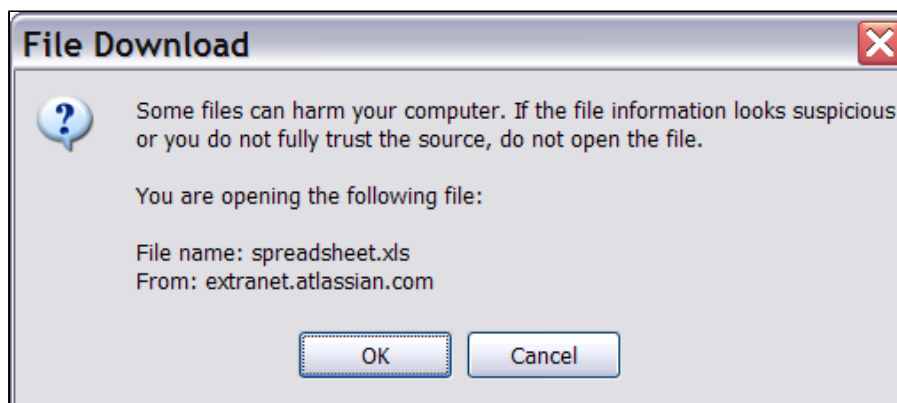 File Download
Some files can harm your computer. If the file information looks suspicious
or you do not fully trust the source, do not open the file.
You are opening the following file:
File name: spreadsheet.xls
From: extranet.atlassian.com
OK
Cancel